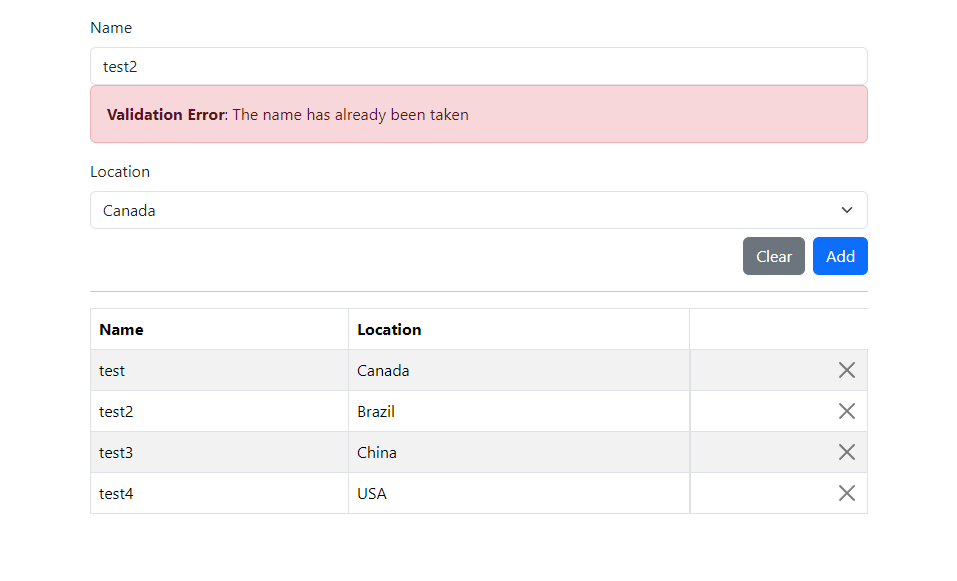 Name
test2
Validation Error: The name has already been taken
Location
Canada
Clear Add
Name Location
test Canada
test2 Brazil
test3 China
test4 USA